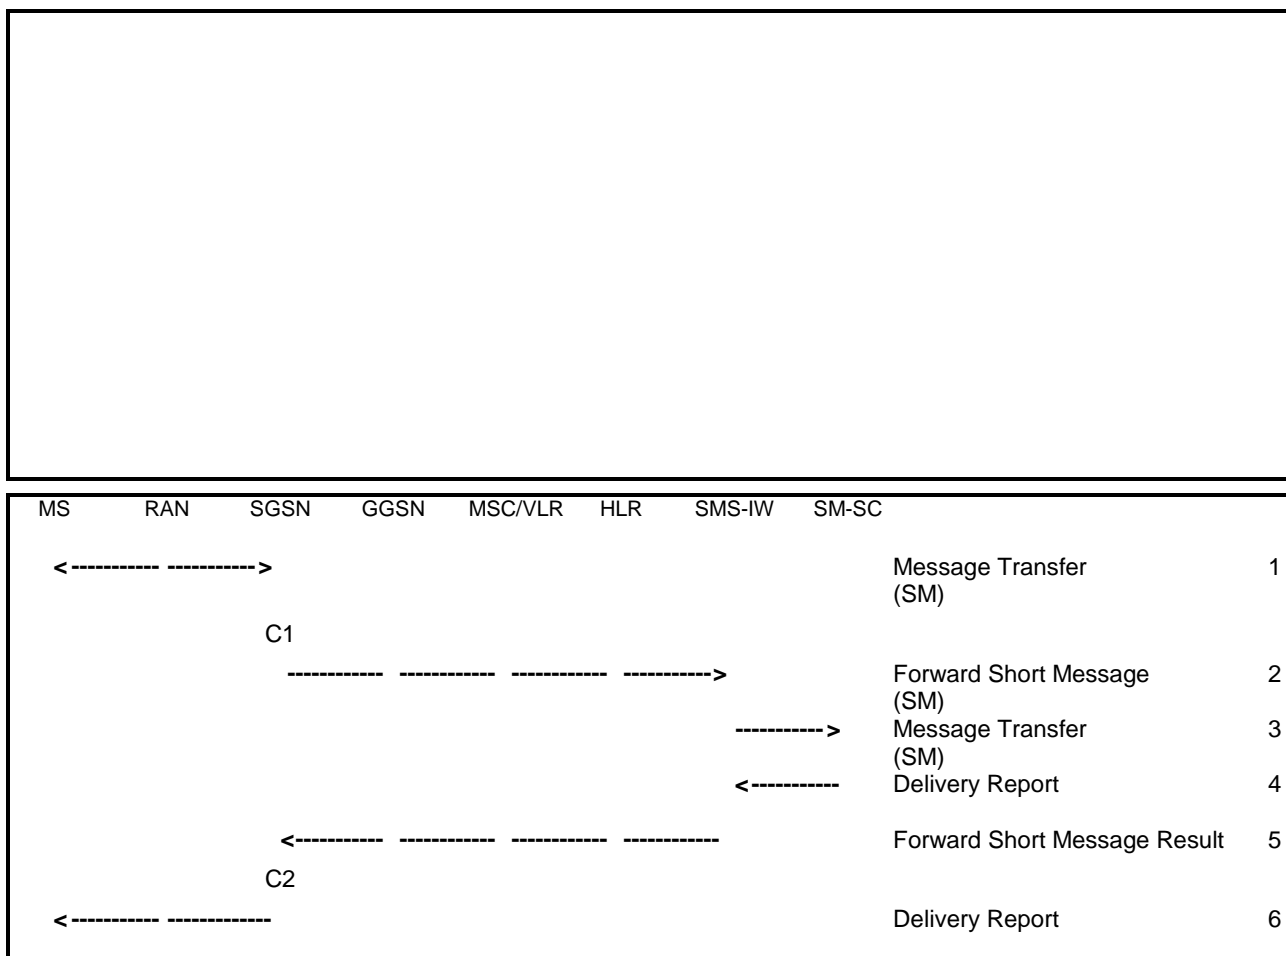 MS RAN SGSN GGSN MSC/VLR HLR SMS-IW SM-SC
<----------- -----------> Message Transfer 1
(SM)
C1
------------ ------------ ------------ -----------> Forward Short Message 2
(SM)
-----------> Message Transfer 3
(SM)
<----------- Delivery Report 4
<----------- ------------ ------------ ------------ Forward Short Message Result 5
C2
<----------- ------------- Delivery Report 6